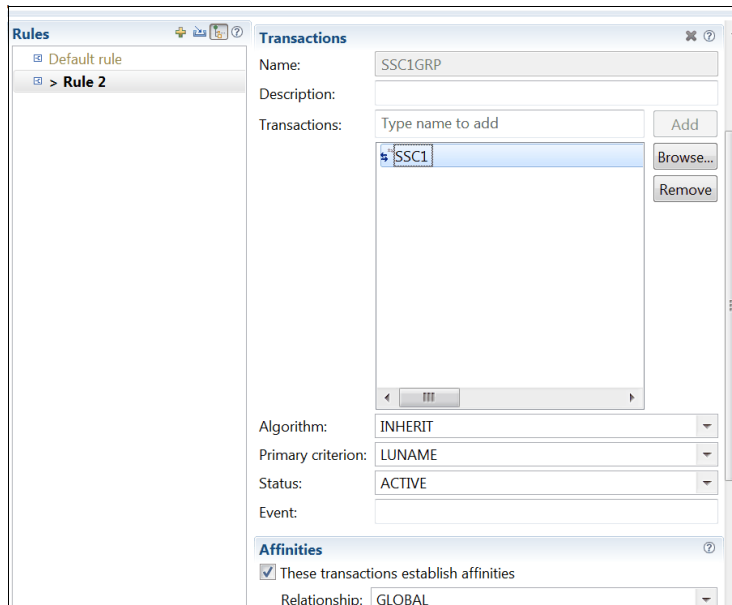 Rules
Default rule
> Rule 2
Transactions
Name: SSC1GRP
Description:
Transactions: Type name to add Add
SSC1 Browse...
Remove
Algorithm: INHERIT
Primary criterion: LUNAME
Status: ACTIVE
Event:
Affinities
These transactions establish affinities
Relationship: GLOBAL